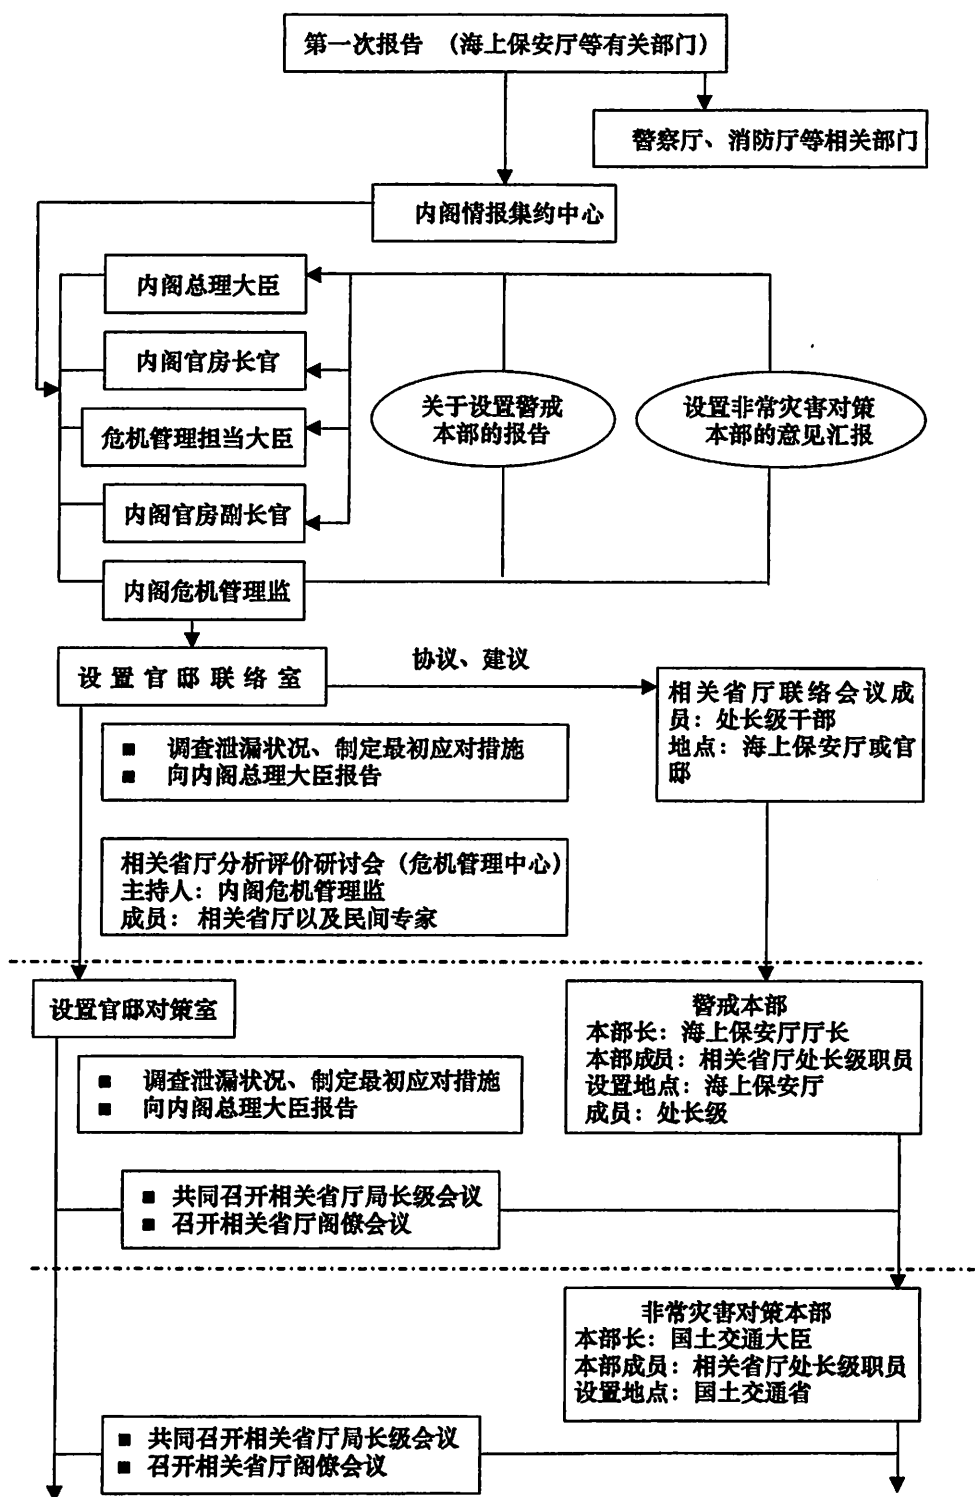 第一次报告 (海上保安厅等有关部门)
警察厅、消防厅等相关部门
内阁情报集约中心
内阁总理大臣
内阁官房长官
危机管理担当大臣
内阁官房副长官
内阁危机管理监
关于设置警戒
本部的报告
设置非常灾害对策
本部的意见汇报
设置官邸联络室
协议、建议
相关省厅联络会议成
员：处长级干部
地点：海上保安厅或官
邸
■ 调查泄漏状况、制定最初应对措施
■ 向内阁总理大臣报告
相关省厅分析评价研讨会 (危机管理中心)
主持人：内阁危机管理监
成员：相关省厅以及民间专家
设置官邸对策室
警戒本部
本部长：海上保安厅厅长
本部成员：相关省厅处长级职员
设置地点：海上保安厅
成员：处长级
■ 调查泄漏状况、制定最初应对措施
■ 向内阁总理大臣报告
■ 共同召开相关省厅局长级会议
■ 召开相关省厅阁僚会议
非常灾害对策本部
本部长：国土交通大臣
本部成员：相关省厅处长级职员
设置地点：国土交通省
■ 共同召开相关省厅局长级会议
■ 召开相关省厅阁僚会议